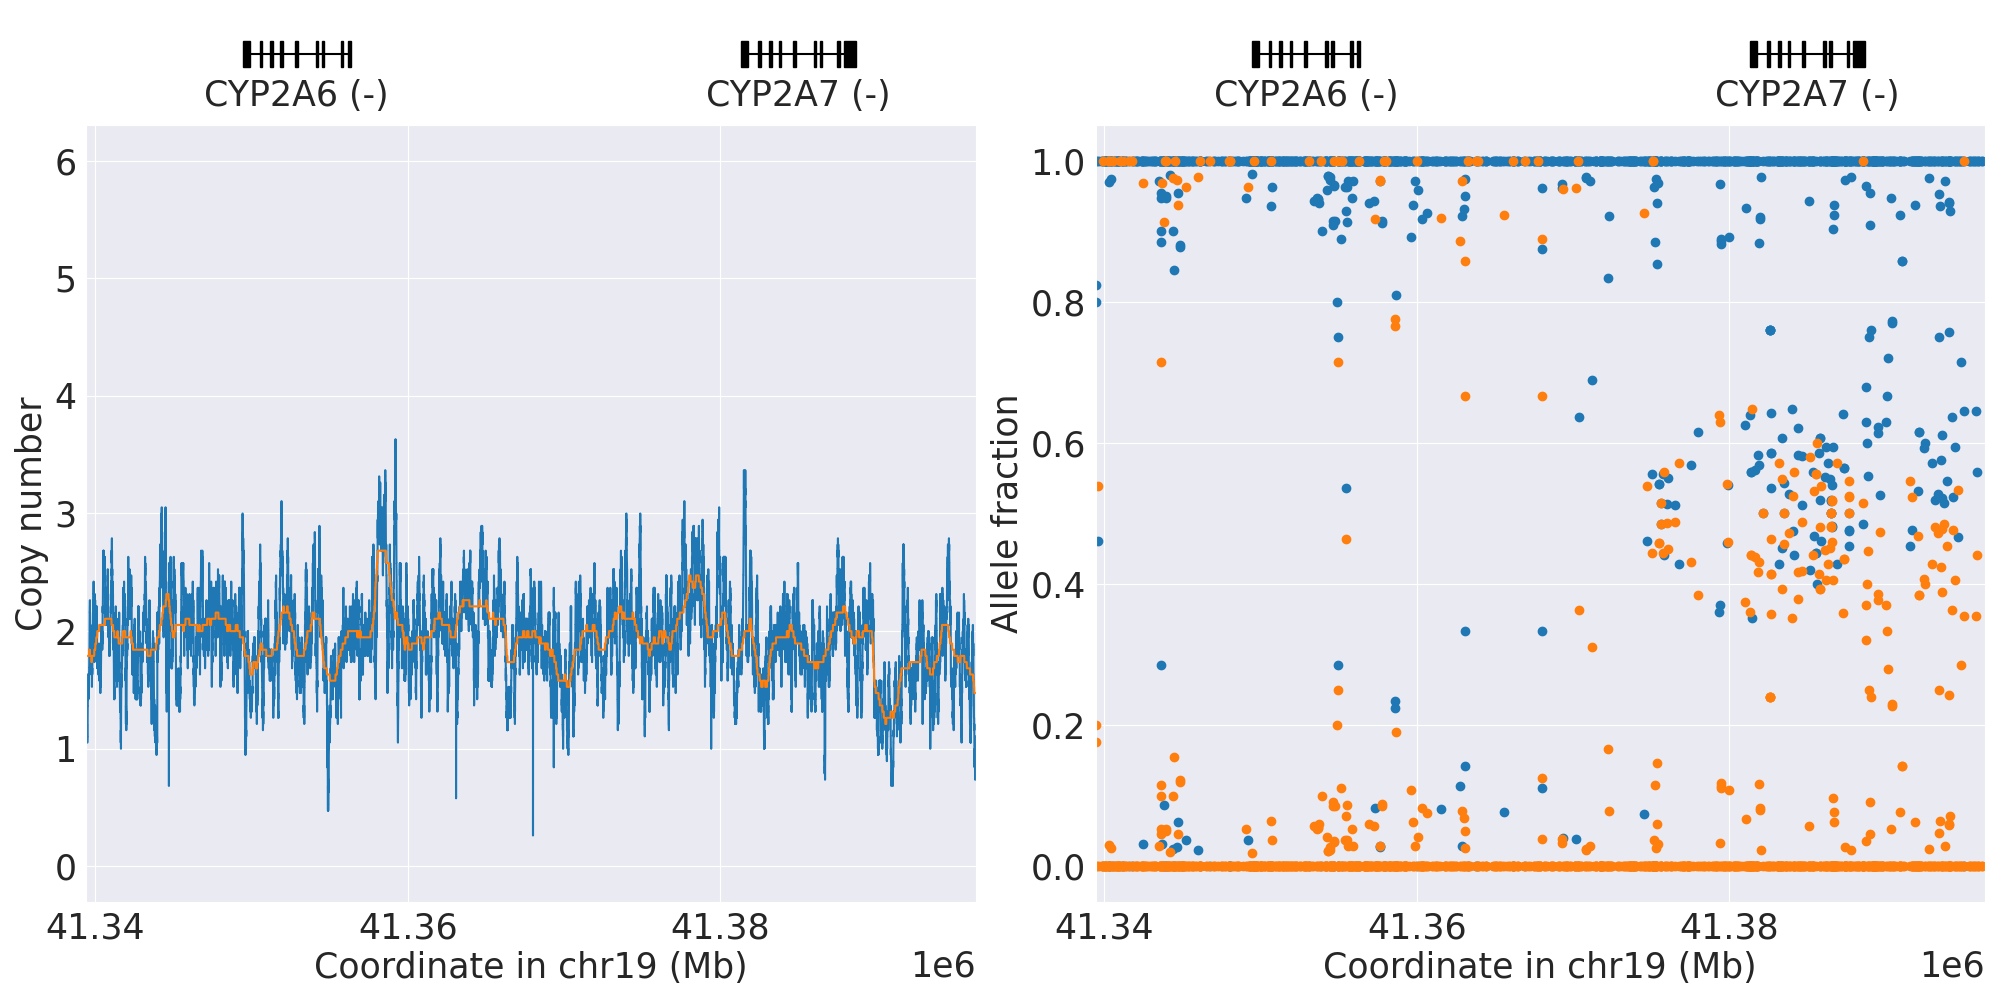 CYP2A6 (-)
CYP2A7 (-)
6
5
4
3
2
1
0
Copy number
41.34
41.36
41.38
Coordinate in chr19 (Mb)
1e6
CYP2A6 (-)
CYP2A7 (-)
1.0
0.8
0.6
0.4
0.2
0.0
Allele fraction
41.34
41.36
41.38
Coordinate in chr19 (Mb)
1e6